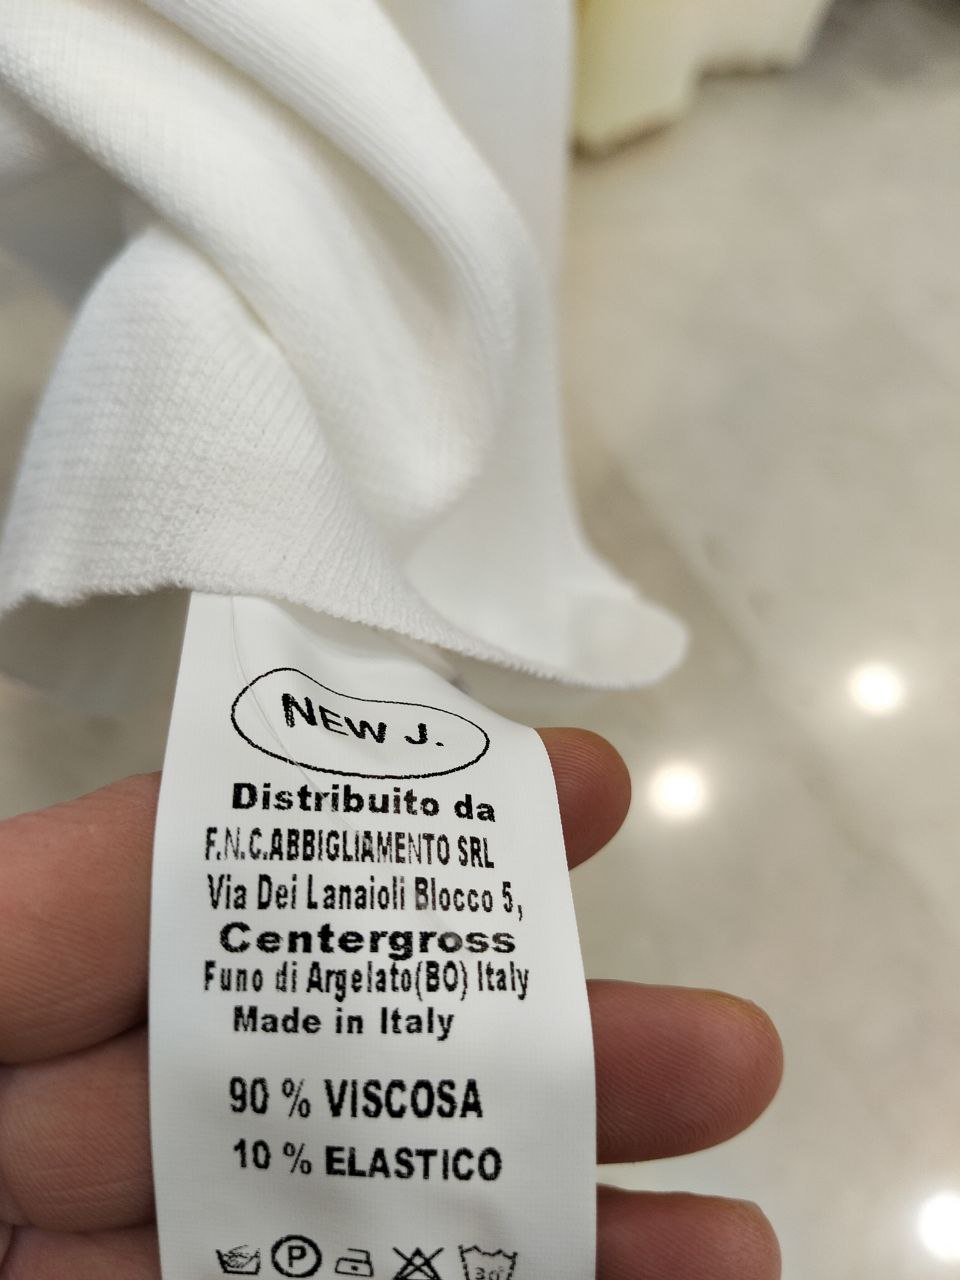 NEW J.
Distribuito da
F.N.C.ABBIGLIAMENTO SRL
Via Dei Lanaioli Blocco 5,
Centergross
Funo di Argelato(BO) Italy
Made in Italy
90 % VISCOSA
10 % ELASTICO
P
30°